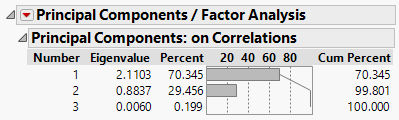 Principal Components / Factor Analysis
Principal Components: on Correlations
Number Eigenvalue Percent 20 40 60 80 Cum Percent
1 2.1103 70.345 70.345
2 0.8837 29.456 99.801
3 0.0060 0.199 100.000